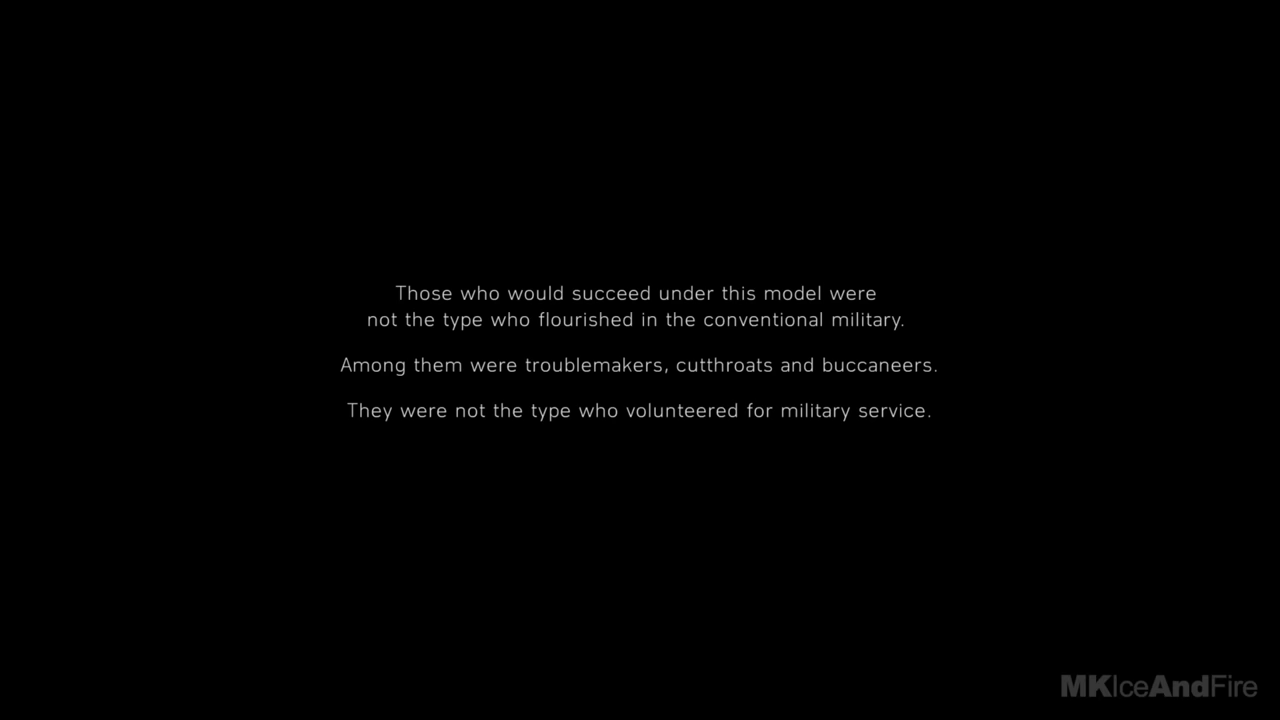 Those who would succeed under this model were
not the type who flourished in the conventional military.
Among them were troublemakers, cutthroats and buccaneers.
They were not the type who volunteered for military service.
MKIceAndFire